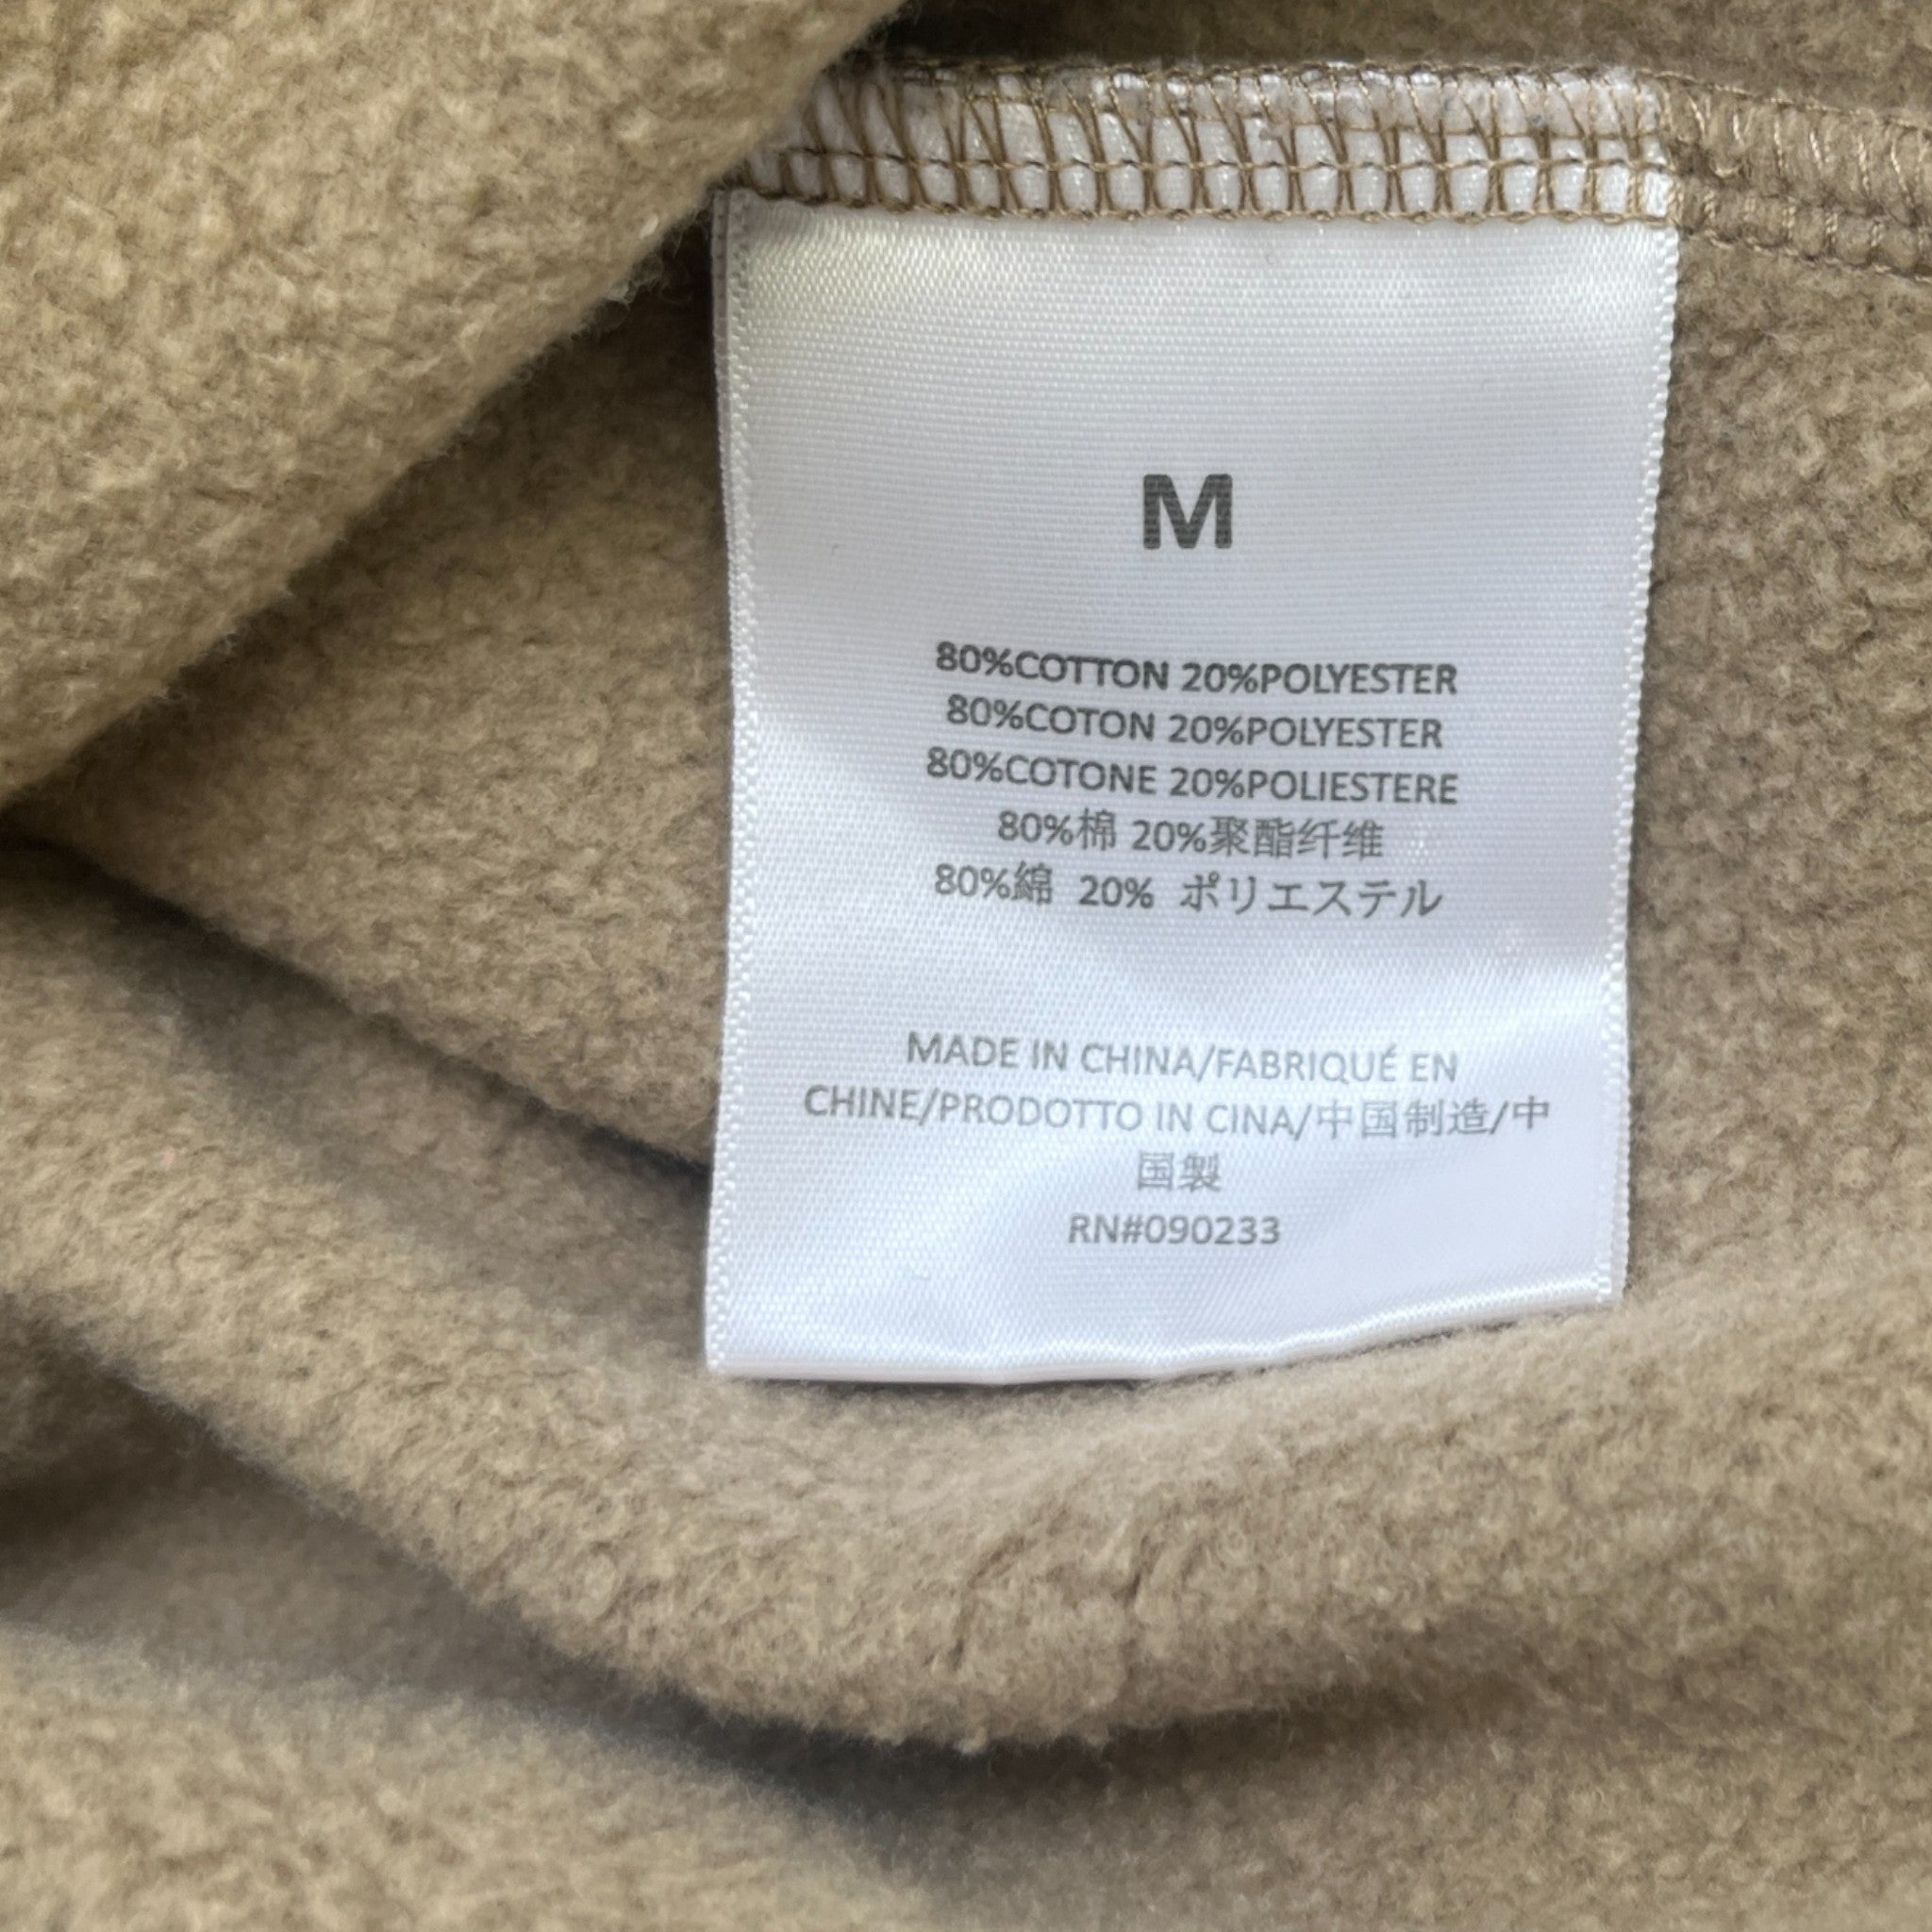 M
80%COTTON 20%POLYESTER
80%COTON 20%POLYESTER
80%COTONE 20%POLIESTERE
80%棉 20%聚酯纤维
80%綿 20% ポリエステル
MADE IN CHINA/FABRIQUÉ EN
CHINE/PRODOTTO IN CINA/中国制造/中
国製
RN#090233